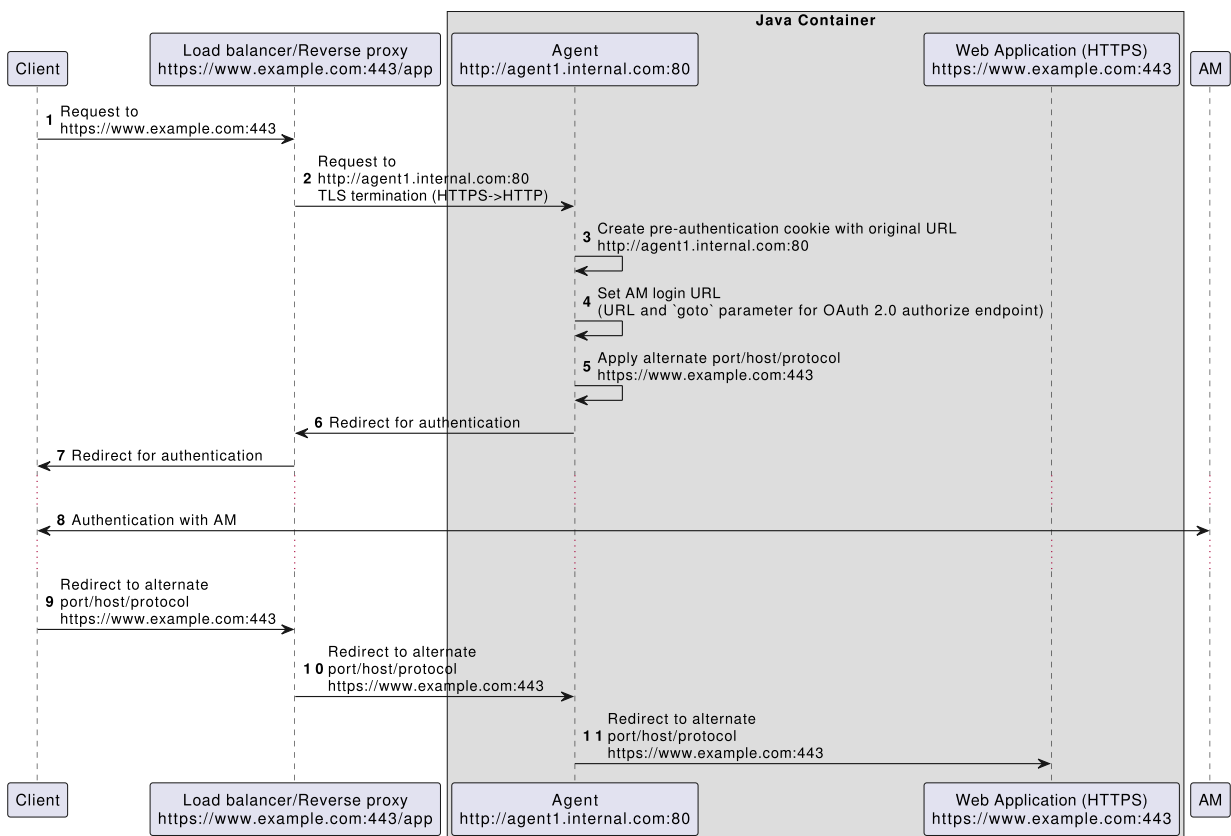 Java Container
Client
Load balancer/Reverse proxy
https://www.example.com:443/app
Agent
http://agent1.internal.com:80
Web Application (HTTPS)
https://www.example.com:443
AM
1 Request to
https://www.example.com:443
Request to
2 http://agent1.internal.com:80
TLS termination (HTTPS->HTTP)
3 Create pre-authentication cookie with original URL
http://agent1.internal.com:80
4 Set AM login URL
(URL and `goto` parameter for OAuth 2.0 authorize endpoint)
5 Apply alternate port/host/protocol
https://www.example.com:443
6 Redirect for authentication
7 Redirect for authentication
8 Authentication with AM
Redirect to alternate
9 port/host/protocol
https://www.example.com:443
Redirect to alternate
10 port/host/protocol
https://www.example.com:443
Redirect to alternate
11 port/host/protocol
https://www.example.com:443
Client
Load balancer/Reverse proxy
https://www.example.com:443/app
Agent
http://agent1.internal.com:80
Web Application (HTTPS)
https://www.example.com:443
AM